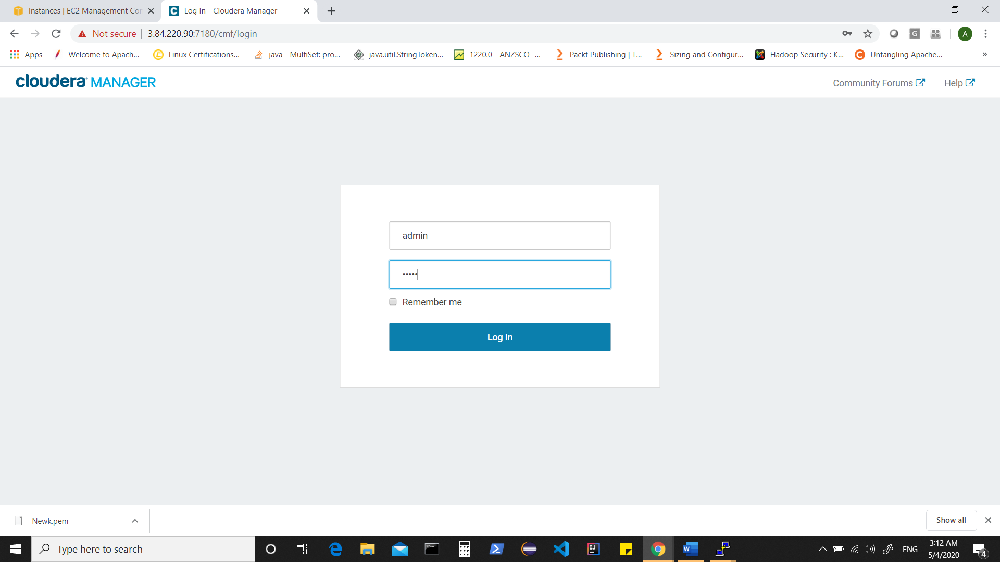 Instances | EC2 Management Con
Log In - Cloudera Manager
Not secure
3.84.220.90:7180/cmf/login
G
A
Apps
Welcome to Apach...
Linux Certifications...
java - MultiSet: pro...
java.util.StringToken...
1220.0 - ANZSCO -...
Packt Publishing | T...
Sizing and Configur...
Hadoop Security : K...
Untangling Apache...
»
cloudera MANAGER
Community Forums
Help
admin
•••••
Remember me
Log In
Newk.pem
Show all
Type here to search
ENG
3:12 AM
5/4/2020
4